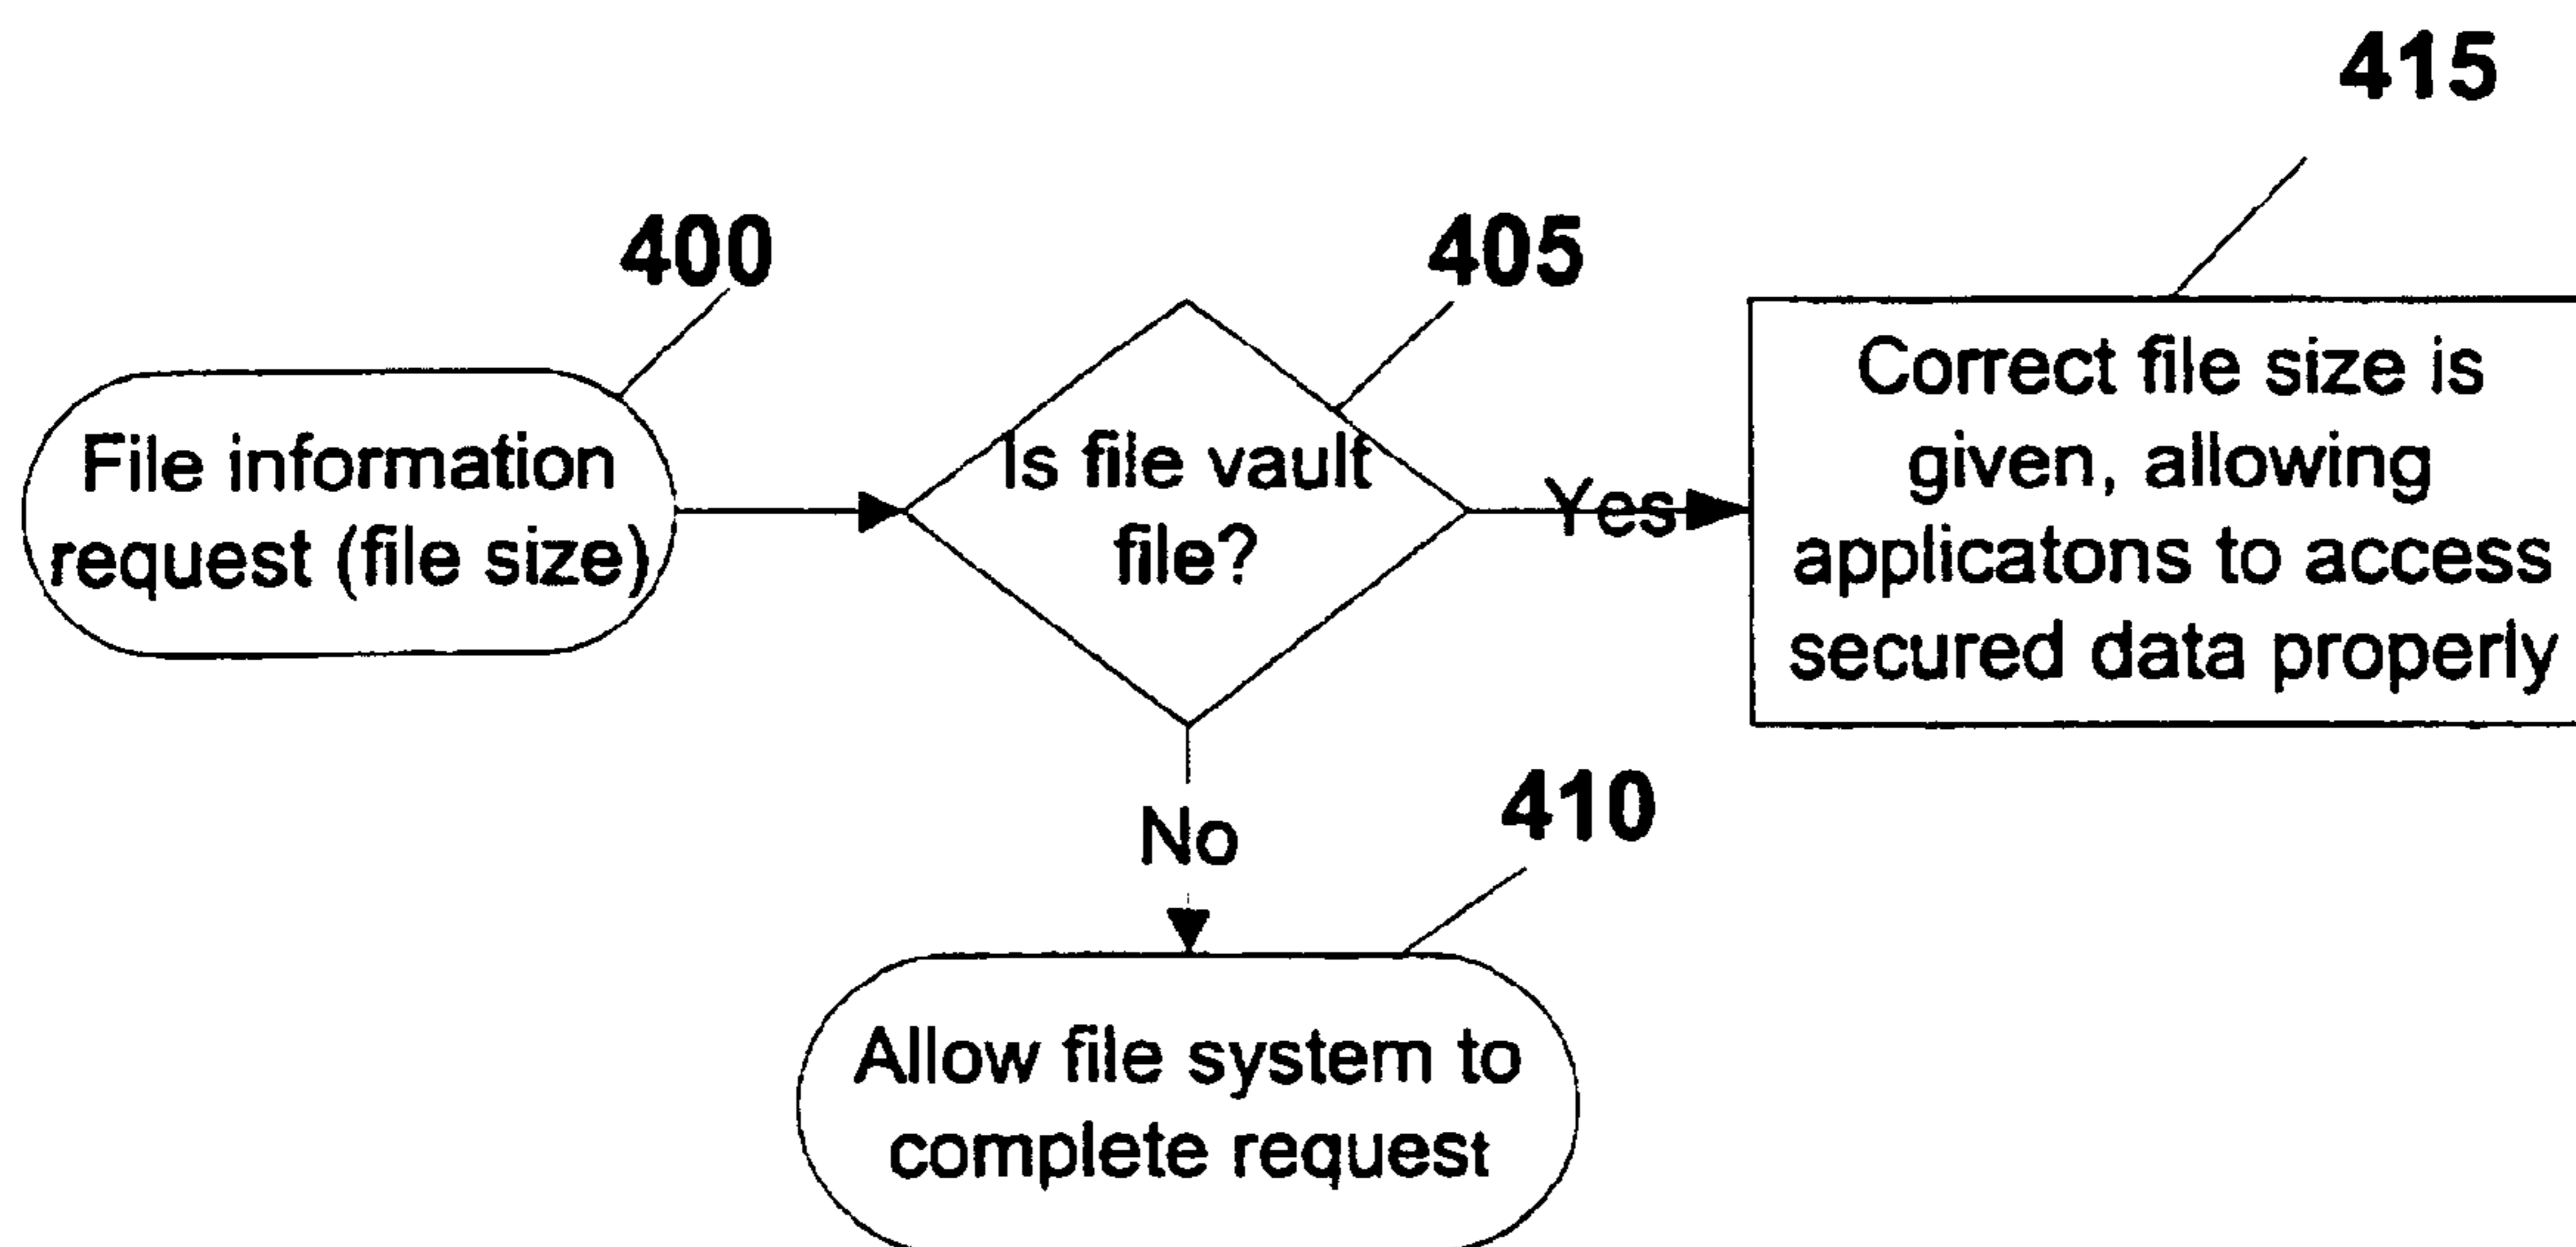 415
400
405
File information
request (file size)
Is file vault
file?
Yes
Correct file size is
given, allowing
applicatons to access
secured data properly
No
410
Allow file system to
complete request